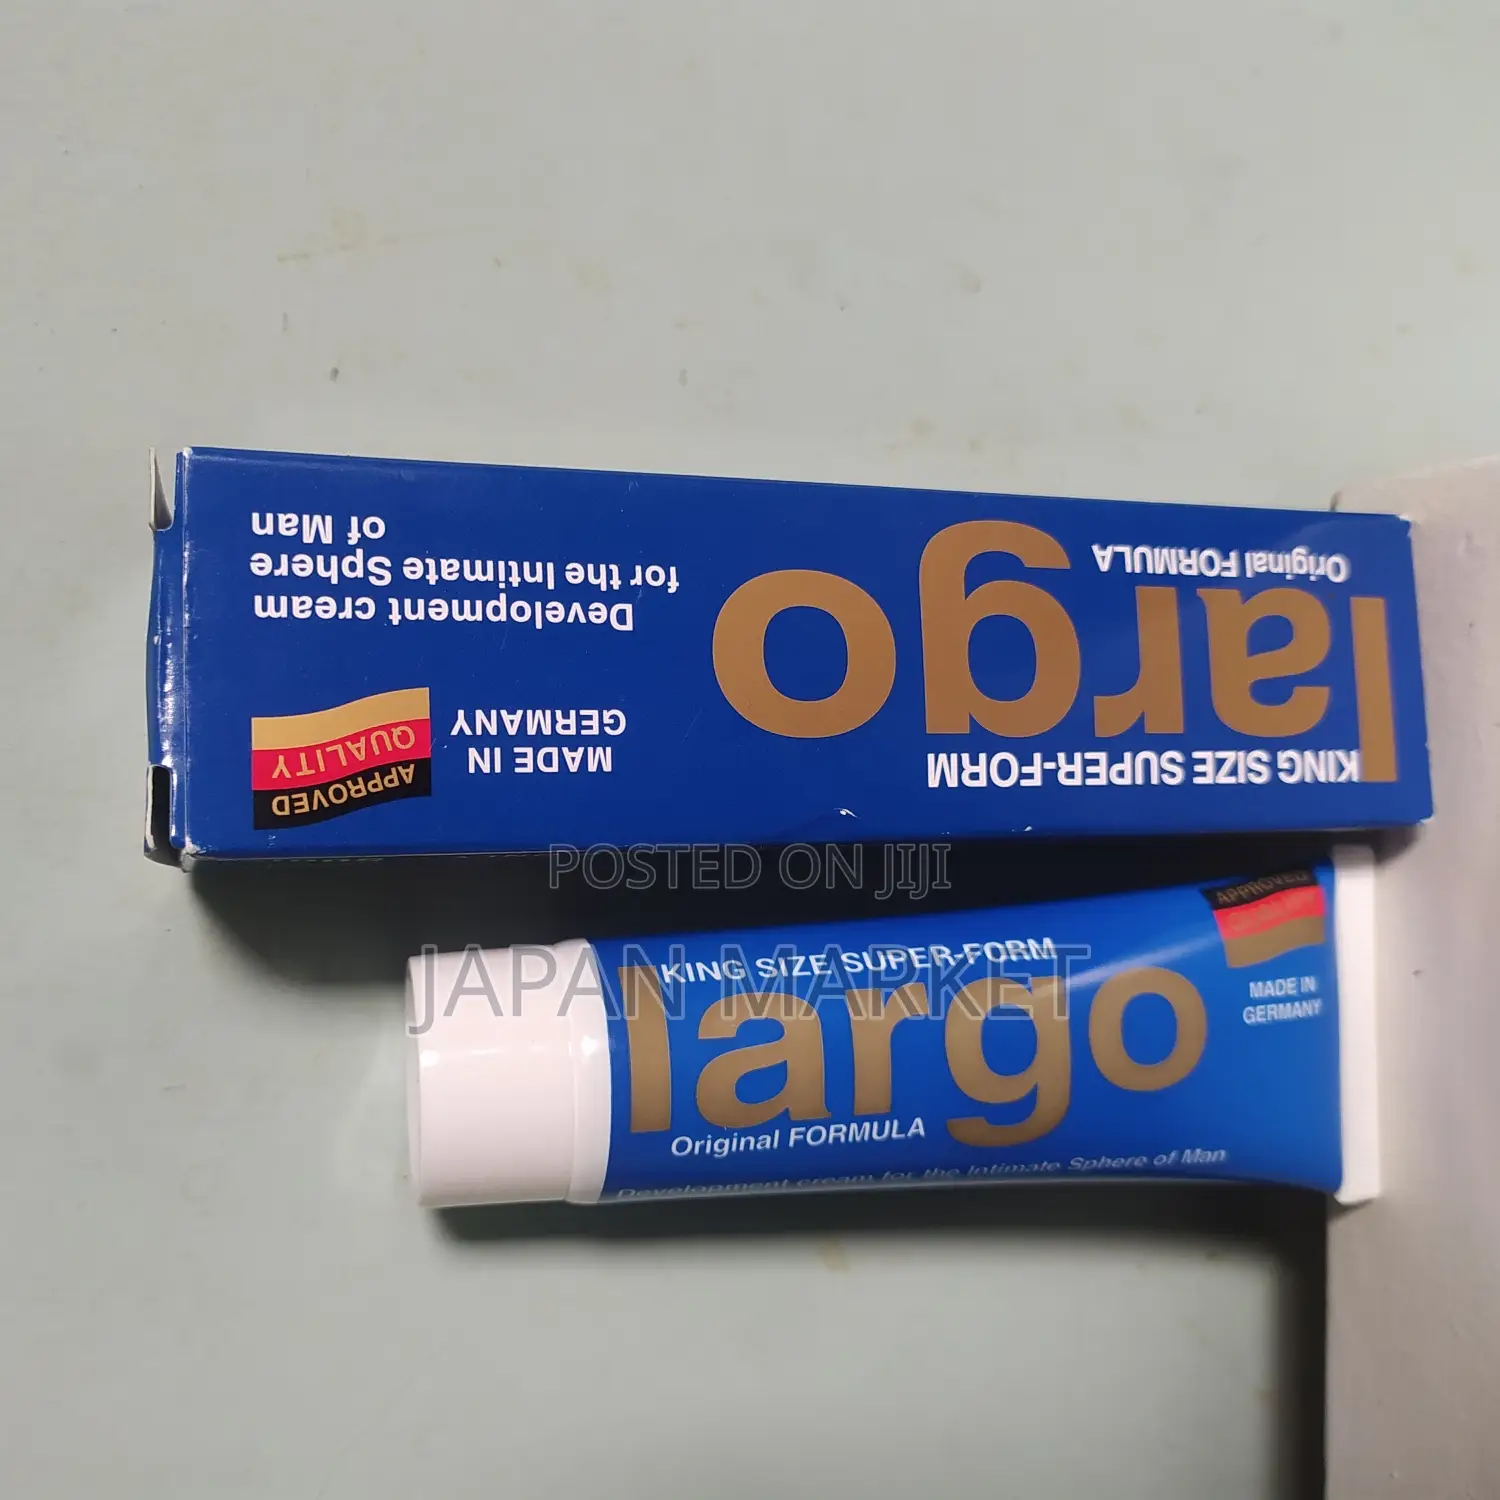 KING SIZE SUPER-FORM
largo
Original FORMULA
MADE IN
GERMANY
APPROVED
QUALITY
Development cream
for the Intimate Sphere
of Man
POSTED ON JIJI
JAPAN MARKET
KING SIZE SUPER-FORM
largo
Original FORMULA
Development cream for the Intimate Sphere of Man
APPROVED
QUALITY
MADE IN
GERMANY